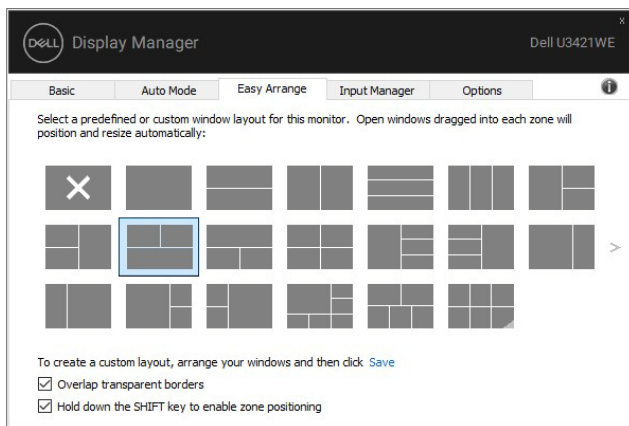 x
DELL Display Manager Dell U3421WE
Basic Auto Mode Easy Arrange Input Manager Options i
Select a predefined or custom window layout for this monitor. Open windows dragged into each zone will
position and resize automatically:
>
To create a custom layout, arrange your windows and then click Save
Overlap transparent borders
Hold down the SHIFT key to enable zone positioning